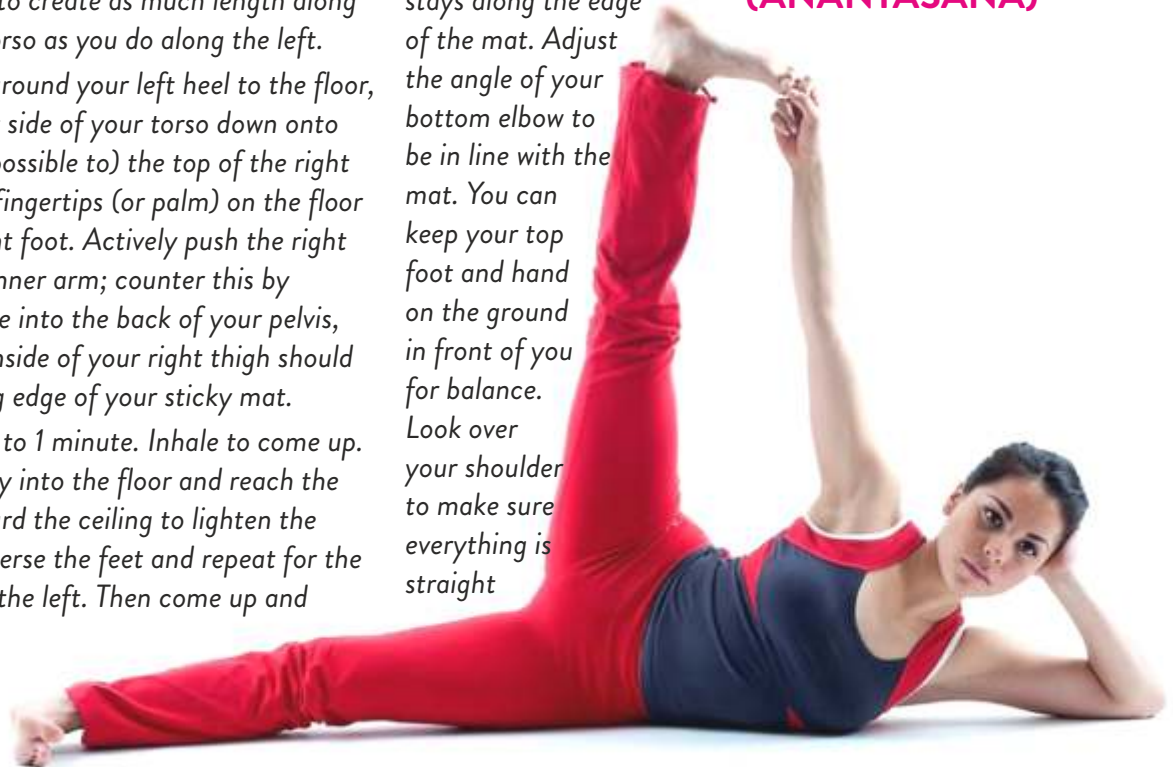 to create as much length along
orso as you do along the left.
round your left heel to the floor,
side of your torso down onto
possible to) the top of the right
fingertips (or palm) on the floor
nt foot. Actively push the right
nner arm; counter this by
e into the back of your pelvis,
nside of your right thigh should
g edge of your sticky mat.
to 1 minute. Inhale to come up.
y into the floor and reach the
ard the ceiling to lighten the
erse the feet and repeat for the
the left. Then come up and
stays along the edge
of the mat. Adjust
the angle of your
bottom elbow to
be in line with the
mat. You can
keep your top
foot and hand
on the ground
in front of you
for balance.
Look over
your shoulder
to make sure
everything is
straight
(ANANTASANA)